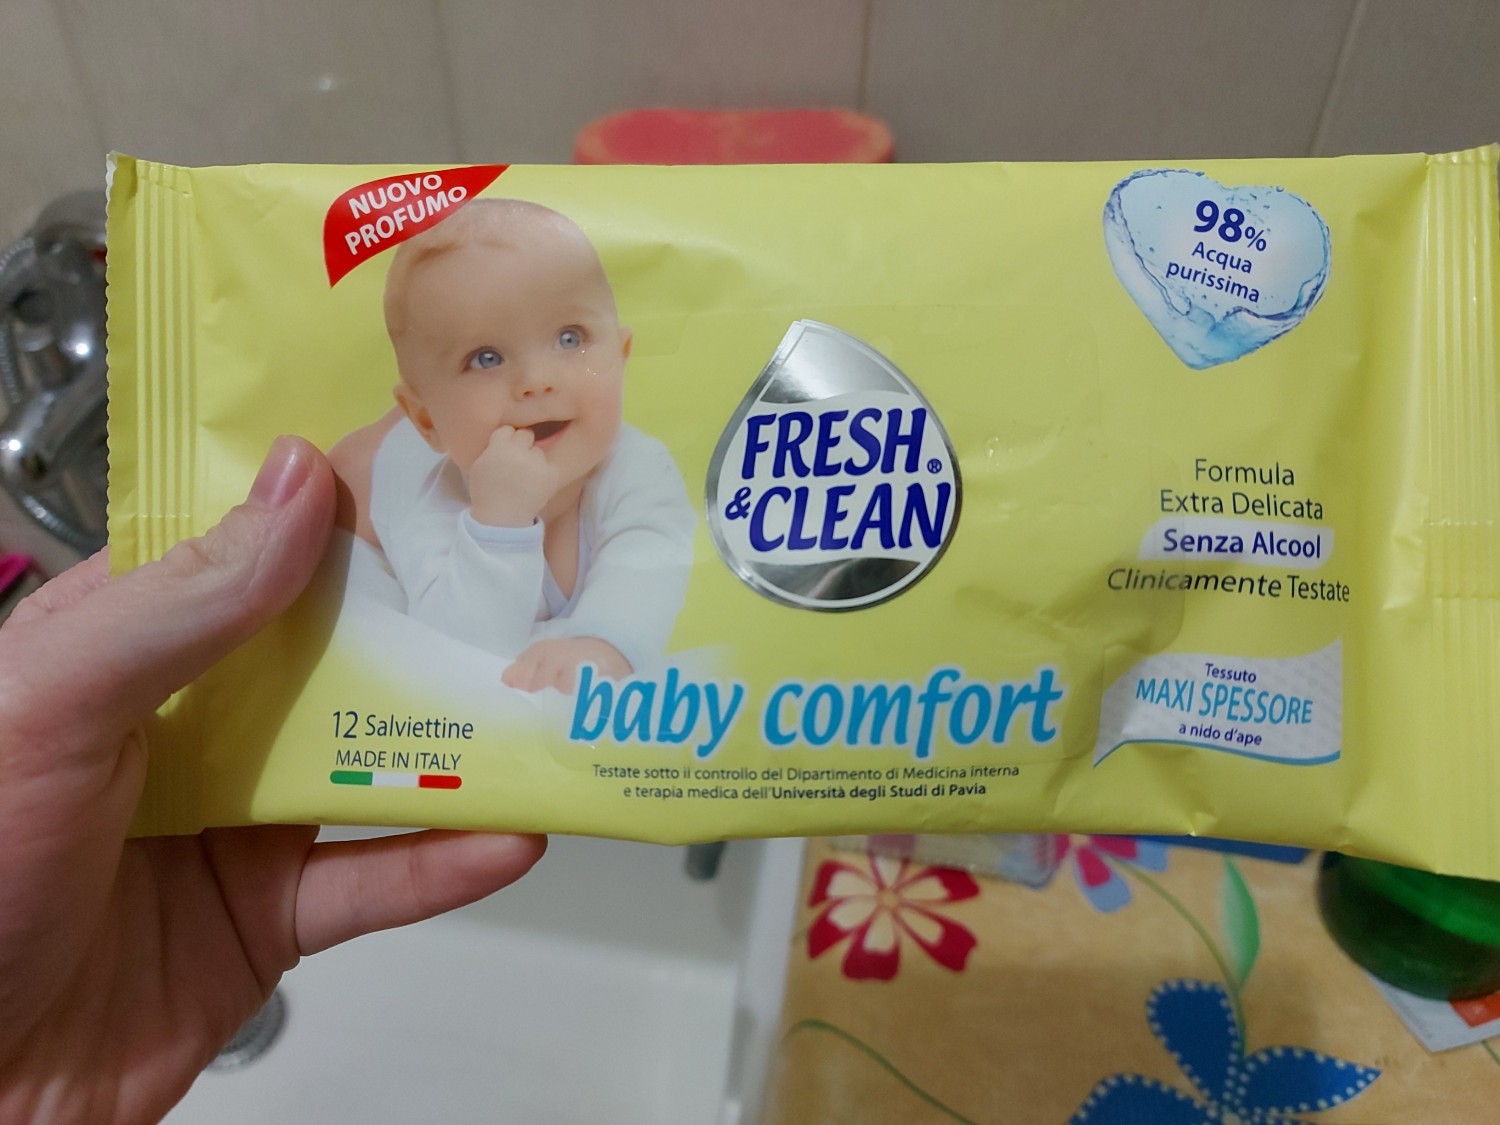 NUOVO
PROFUMO
98%
Acqua
purissima
FRESH®
&CLEAN
Formula
Extra Delicata
Senza Alcool
Clinicamente Testate
baby comfort
Tessuto
MAXI SPESSORE
a nido d'ape
12 Salviettine
MADE IN ITALY
Testate sotto il controllo del Dipartimento di Medicina interna
e terapia medica dell'Università degli Studi di Pavia